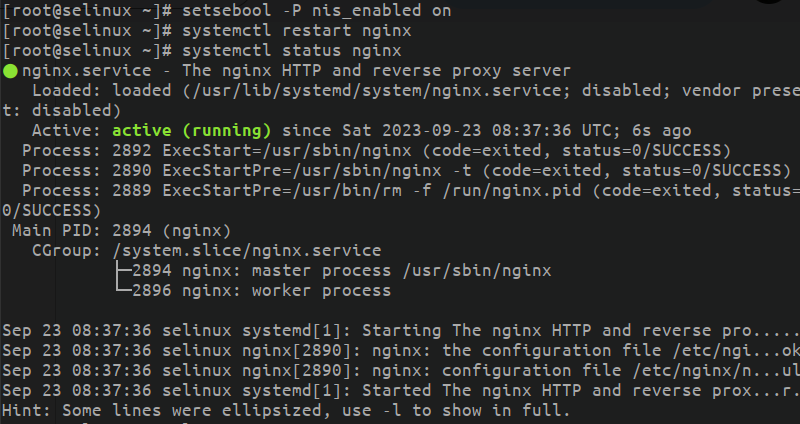 [root@selinux ~]# setsebool -P nis_enabled on
[root@selinux ~]# systemctl restart nginx
[root@selinux ~]# systemctl status nginx
● nginx.service - The nginx HTTP and reverse proxy server
   Loaded: loaded (/usr/lib/systemd/system/nginx.service; disabled; vendor prese
t: disabled)
   Active: active (running) since Sat 2023-09-23 08:37:36 UTC; 6s ago
  Process: 2892 ExecStart=/usr/sbin/nginx (code=exited, status=0/SUCCESS)
  Process: 2890 ExecStartPre=/usr/sbin/nginx -t (code=exited, status=0/SUCCESS)
  Process: 2889 ExecStartPre=/usr/bin/rm -f /run/nginx.pid (code=exited, status=
0/SUCCESS)
 Main PID: 2894 (nginx)
   CGroup: /system.slice/nginx.service
           ├─2894 nginx: master process /usr/sbin/nginx
           └─2896 nginx: worker process
Sep 23 08:37:36 selinux systemd[1]: Starting The nginx HTTP and reverse pro.....
Sep 23 08:37:36 selinux nginx[2890]: nginx: the configuration file /etc/ngi...ok
Sep 23 08:37:36 selinux nginx[2890]: nginx: configuration file /etc/nginx/n...ul
Sep 23 08:37:36 selinux systemd[1]: Started The nginx HTTP and reverse prox...r.
Hint: Some lines were ellipsized, use -l to show in full.